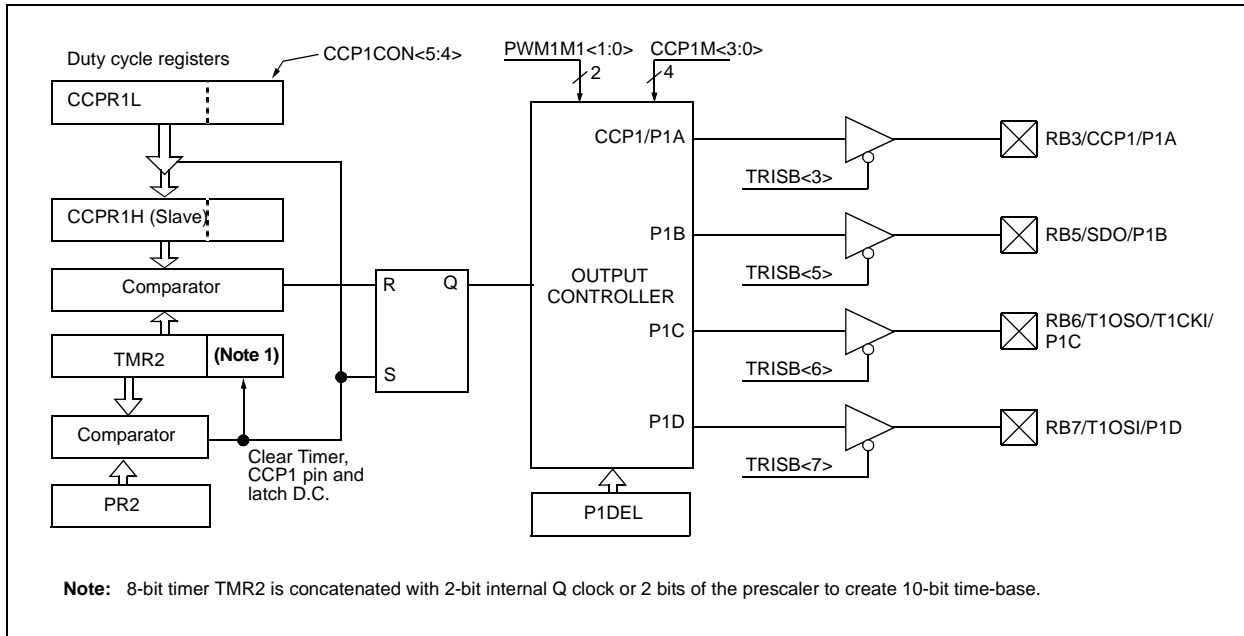 Duty cycle registers
CCP1CON<5:4>
CCPR1L
CCPR1H (Slave)
Comparator
TMR2
(Note 1)
Comparator
PR2
Clear Timer,
CCP1 pin and
latch D.C.
R
Q
S
PWM1M1<1:0>
2
CCP1M<3:0>
4
CCP1/P1A
P1B
OUTPUT
CONTROLLER
P1C
P1D
P1DEL
TRISB<3>
RB3/CCP1/P1A
TRISB<5>
RB5/SDO/P1B
TRISB<6>
RB6/T1OSO/T1CKI/
P1C
TRISB<7>
RB7/T1OSI/P1D
Note: 8-bit timer TMR2 is concatenated with 2-bit internal Q clock or 2 bits of the prescaler to create 10-bit time-base.